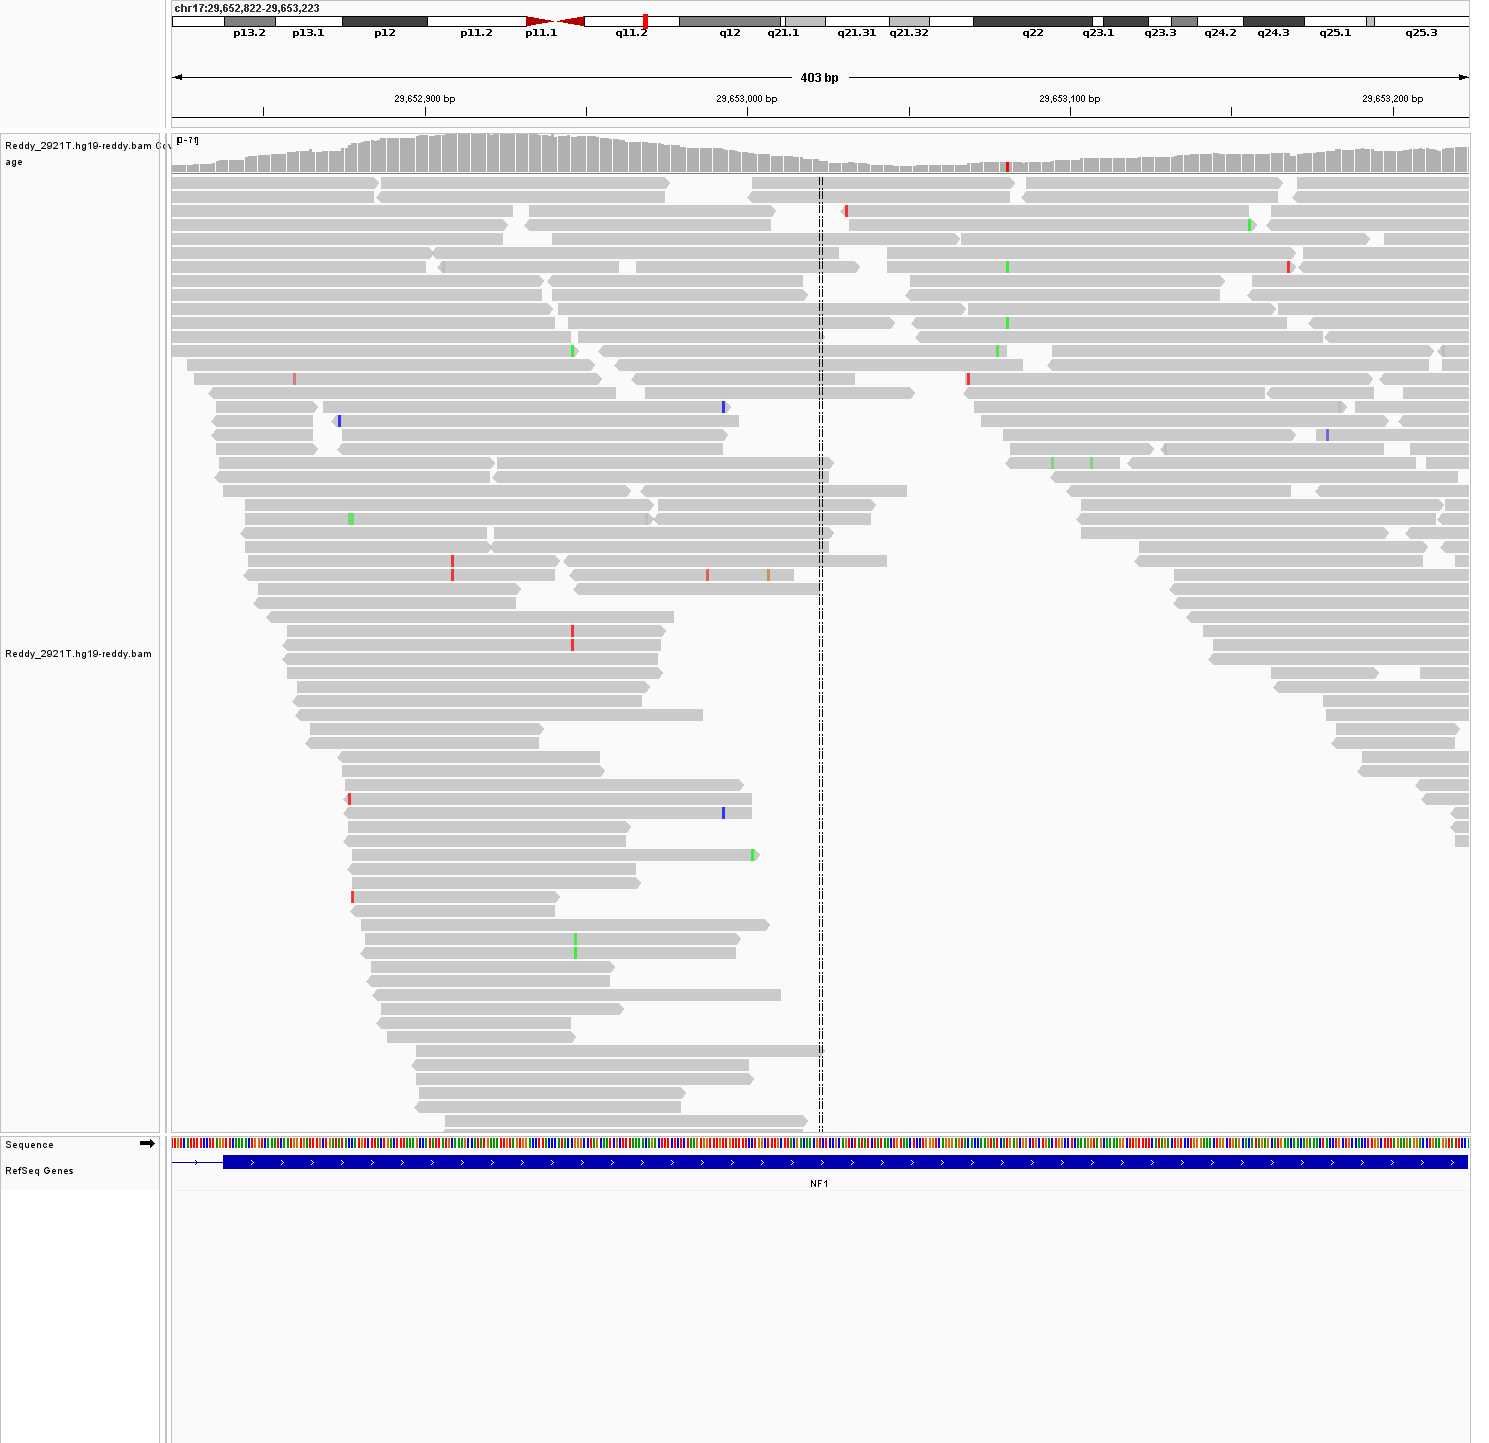 chr17:29,652,822-29,653,223
p13.2 p13.1 p12 p11.2 p11.1 q11.2 q12 q21.1 q21.31 q21.32 q22 q23.1 q23.3 q24.2 q24.3 q25.1 q25.3
403 bp
29,652,900 bp 29,653,000 bp 29,653,100 bp 29,653,200 bp
[0-71]
Reddy_2921T.hg19-reddy.bam Cov
age
Reddy_2921T.hg19-reddy.bam
Sequence
RefSeq Genes
NF1